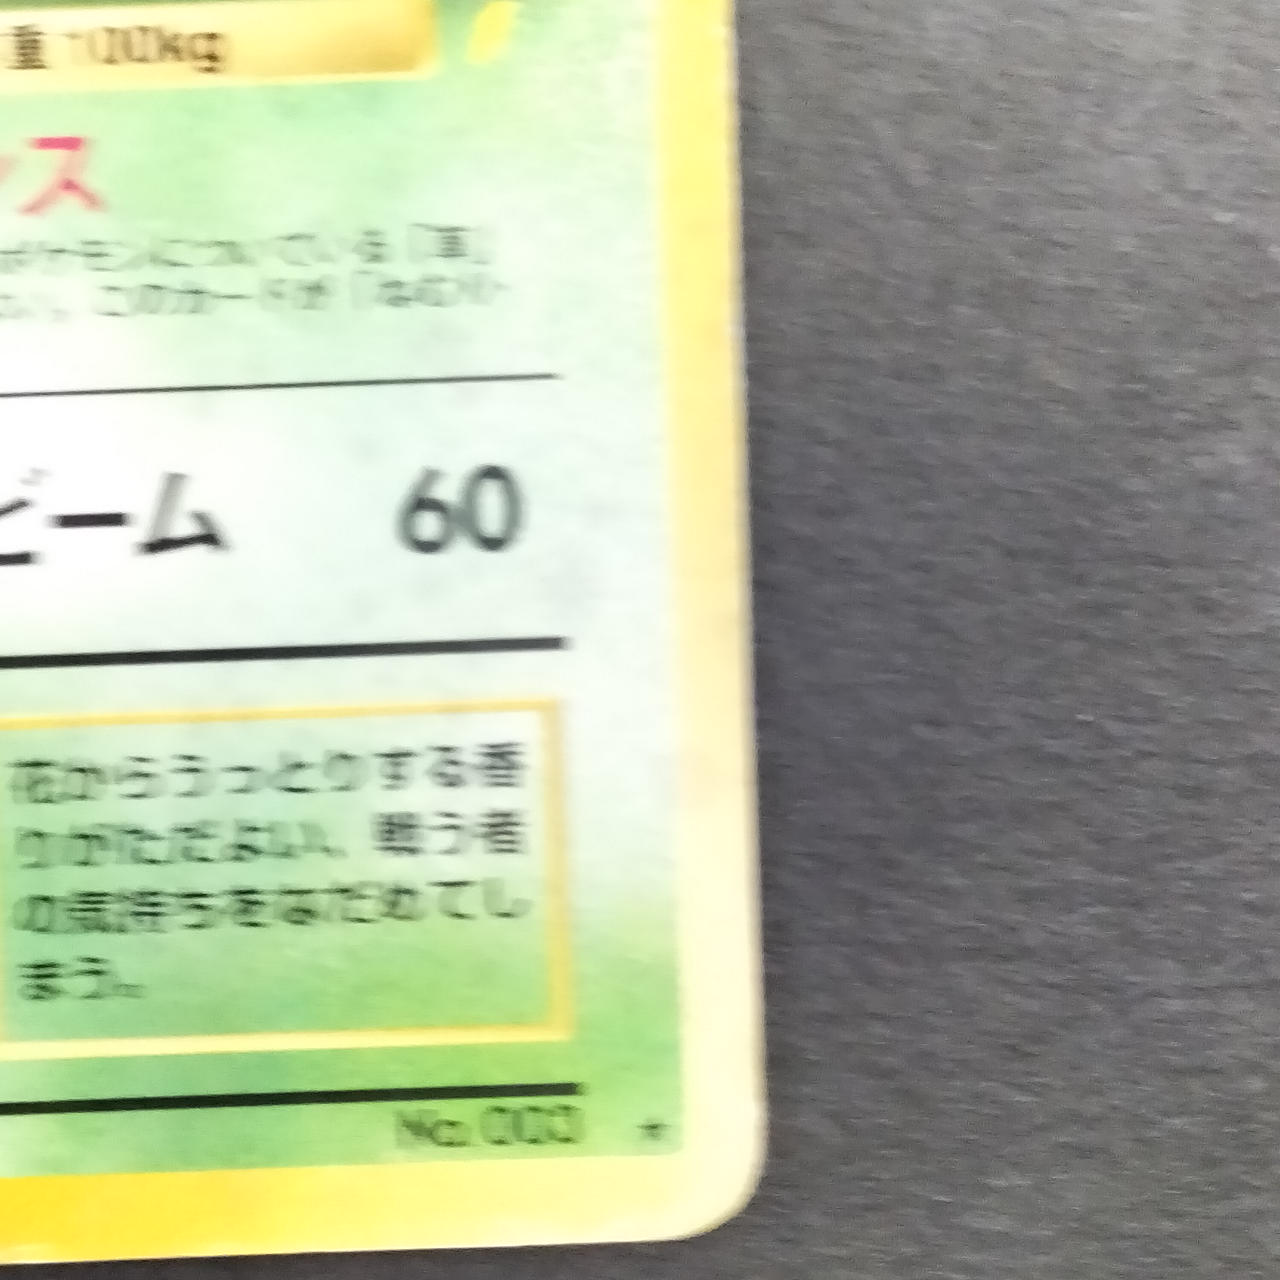 重 100kg
ンス
ポケモンについている「草」
ない。このカードが「ねむり・
ビーム 60
花からうっとりする香
りがただよい、戦う者
の気持ちをなだめてし
まう。
No.003 ★